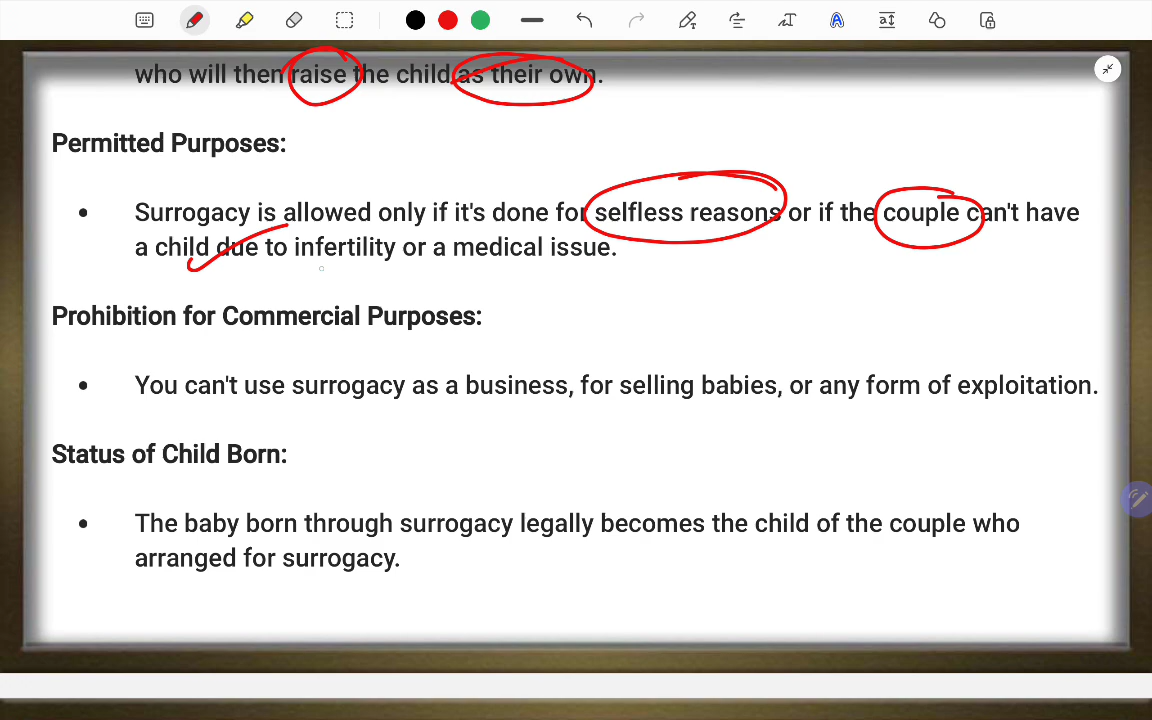 who will then raise the child as their own.
Permitted Purposes:
• Surrogacy is allowed only if it's done for selfless reasons or if the couple can't have
a child due to infertility or a medical issue.
Prohibition for Commercial Purposes:
• You can't use surrogacy as a business, for selling babies, or any form of exploitation.
Status of Child Born:
• The baby born through surrogacy legally becomes the child of the couple who
arranged for surrogacy.